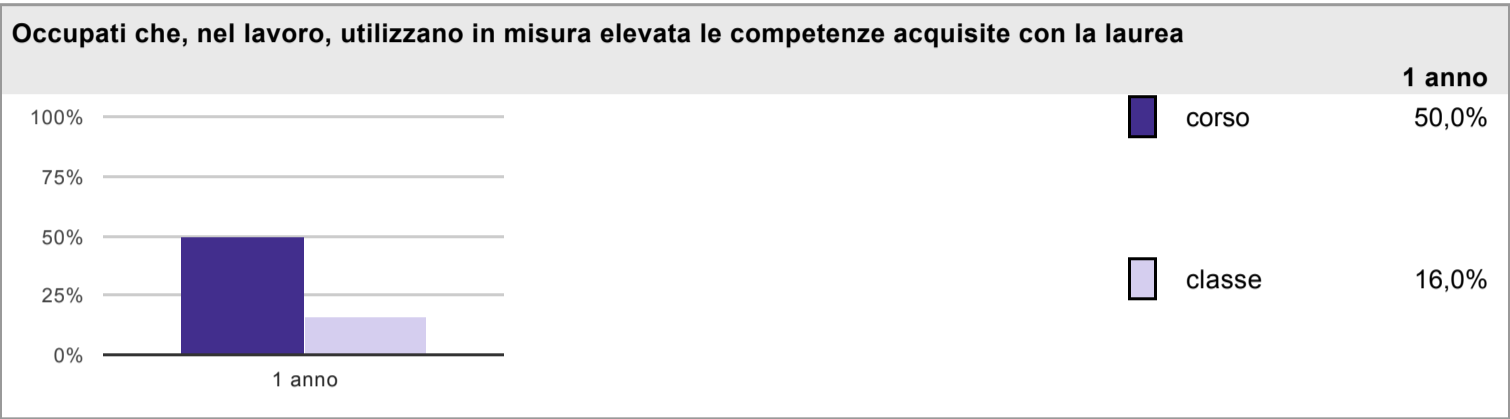 Occupati che, nel lavoro, utilizzano in misura elevata le competenze acquisite con la laurea
1 anno
100%
75%
50%
25%
0%
1 anno
corso 50,0%
classe 16,0%